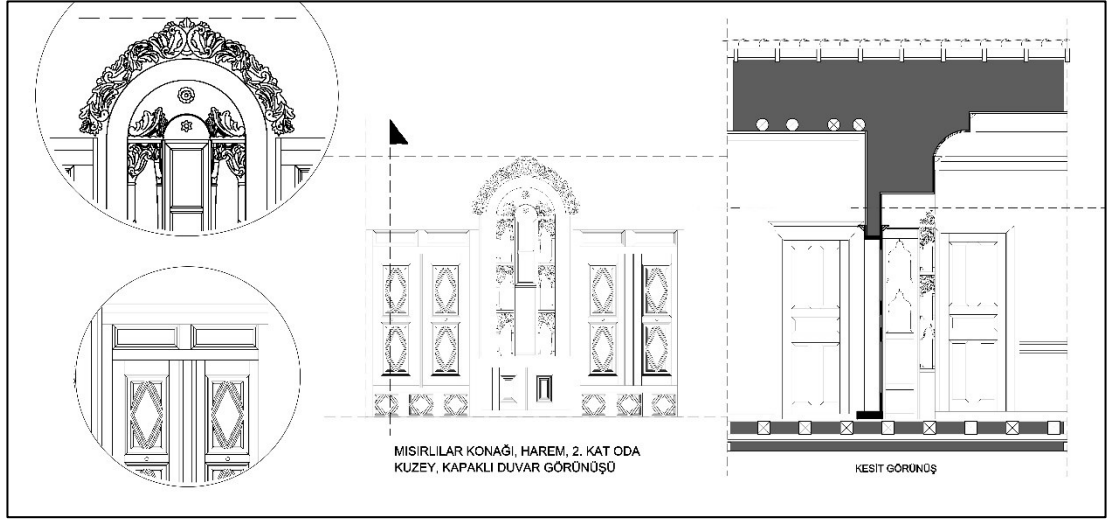 MISIRLILAR KONAĞI, HAREM, 2. KAT ODA
KUZEY, KAPAKLI DUVAR GÖRÜNÜŞÜ
KESİT GÖRÜNÜŞ